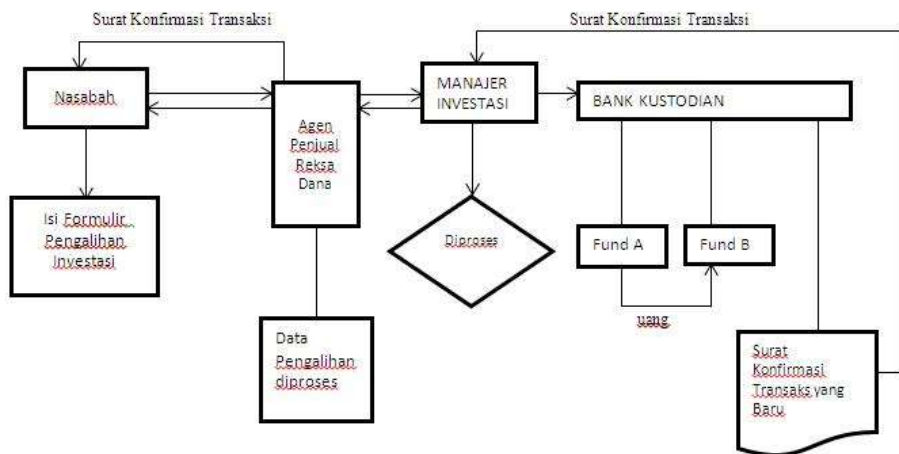 Surat Konfirmasi Transaksi
Surat Konfirmasi Transaksi
Nasabah
Agen
Penjual
Reksa
Dana
MANAJER
INVESTASI
BANK KUSTODIAN
Isi Formulir
Pengalihan
Investasi
Diproses
Fund A
Fund B
uang
Data
Pengalihan
diproses
Surat
Konfirmasi
Transaks yang
Baru